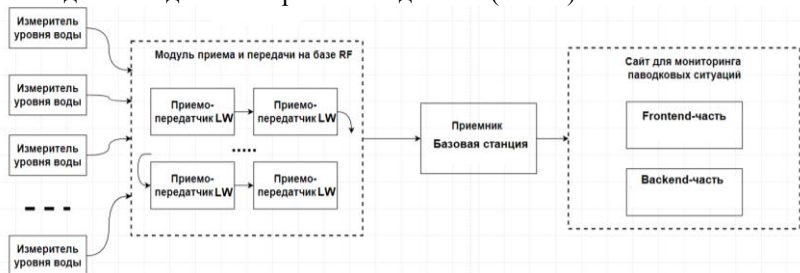 Измеритель
уровня воды
Измеритель
уровня воды
Измеритель
уровня воды
Измеритель
уровня воды
Модуль приема и передачи на базе RF
Приемо-
передатчик LW
Приемо-
передатчик LW
.....
Приемо-
передатчик LW
Приемо-
передатчик LW
Приемник
Базовая станция
Сайт для мониторинга
паводковых ситуаций
Frontend-часть
Backend-часть